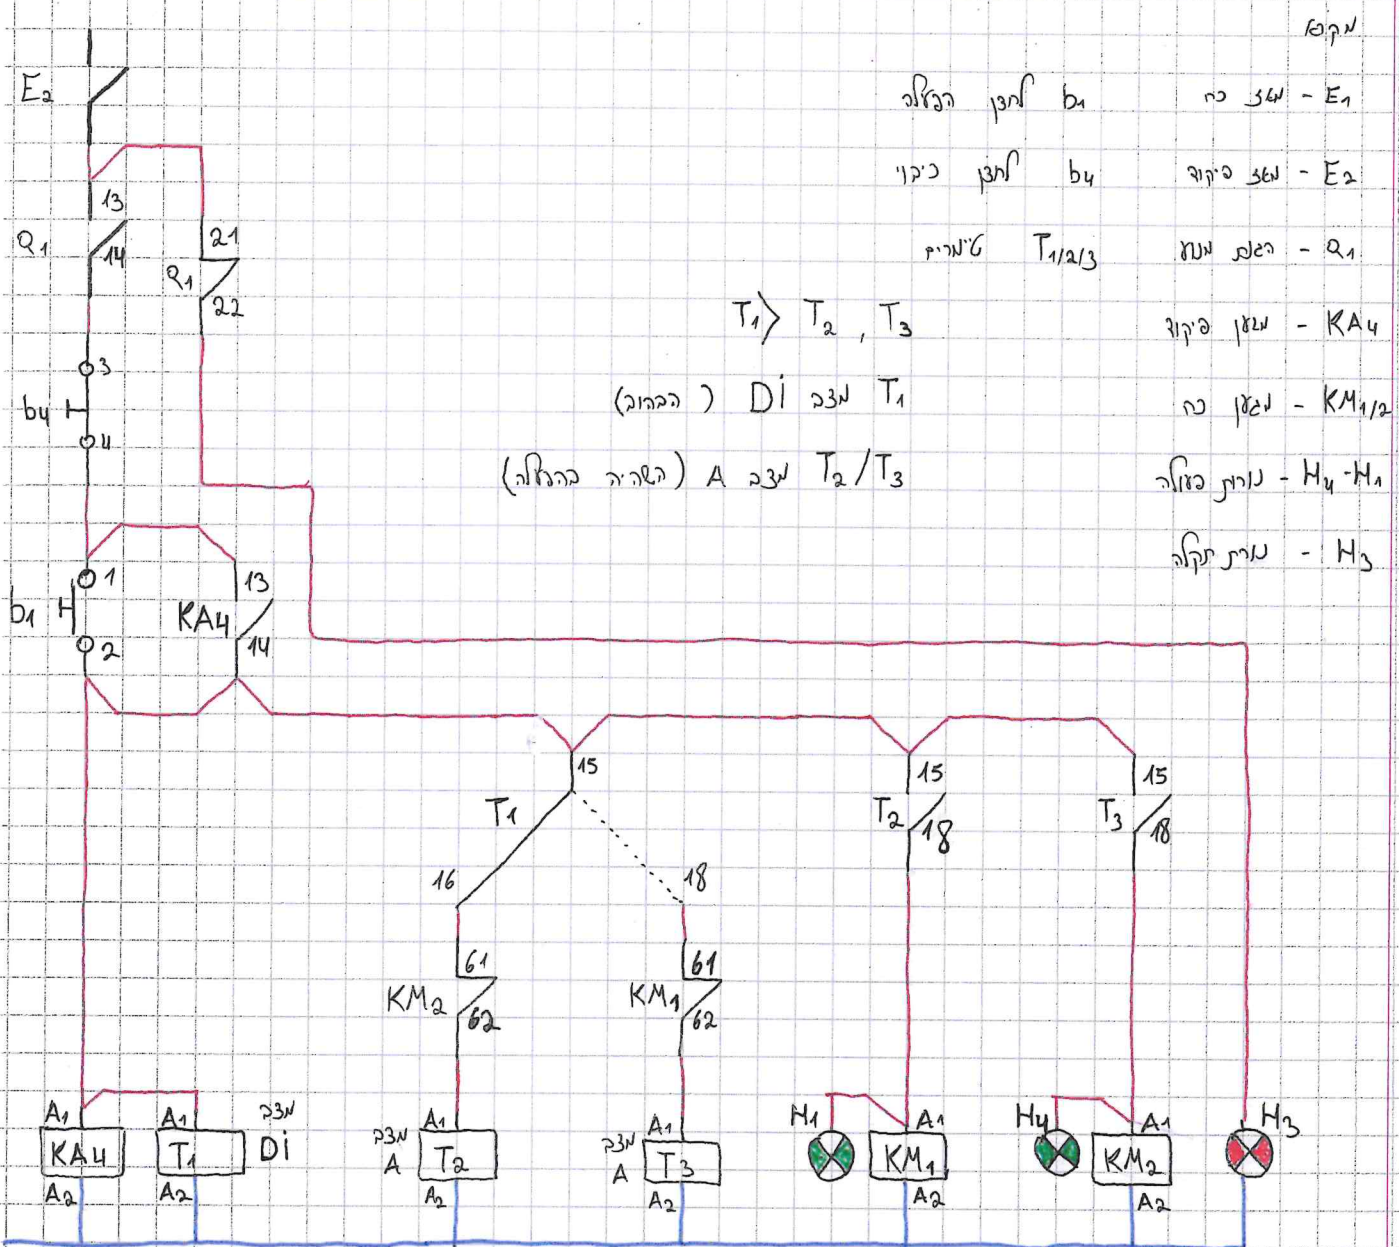 מקרא
E1 - מאז כח
b1 לחצן הפעלה
E2 - מאז פיקוד
b4 לחצן כיבוי
Q1 - הגנת מנוע
T1/2/3 טיימרים
KA4 - מגען פיקוד
T1 > T2 , T3
KM1/2 - מגען כח
T1 מצב Di (הבהוב)
H4-H1 - נורות פעולה
T2/T3 מצב A (השהיה בהפעלה)
H3 - נורת תקלה
E2
13
Q1
14
21
Q1
22
3
b4
4
1
b1
2
13
KA4
14
15
T1
16
18
15
T2
18
15
T3
18
61
KM2
62
61
KM1
62
A1
KA4
A2
A1
T1
A2
מצב
Di
מצב
A
A1
T2
A2
מצב
A
A1
T3
A2
H1
A1
KM1
A2
H4
A1
KM2
A2
H3